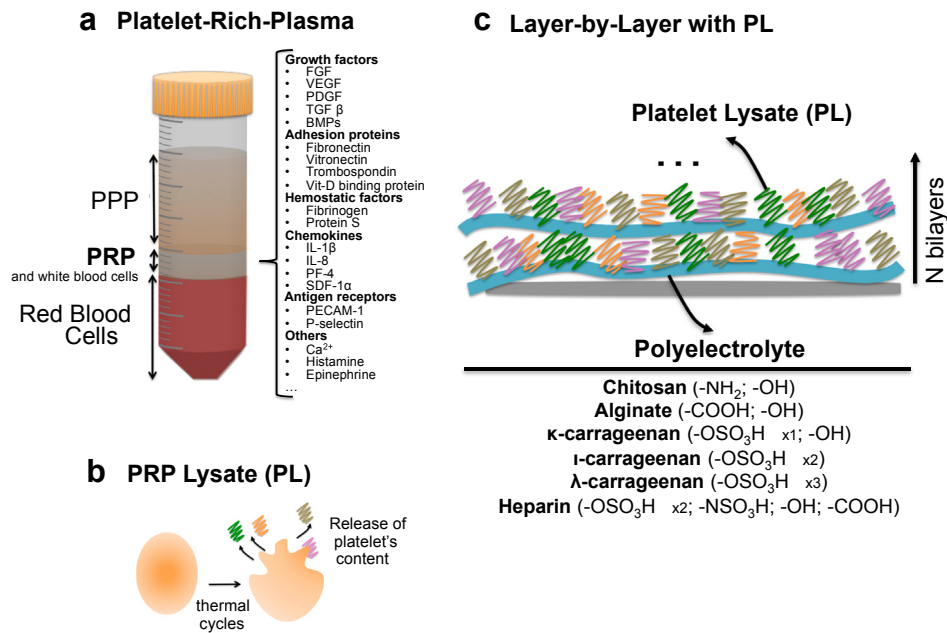 a Platelet-Rich-Plasma
PPP
PRP
and white blood cells
Red Blood
Cells
Growth factors
• FGF
• VEGF
• PDGF
• TGF β
• BMPs
Adhesion proteins
• Fibronectin
• Vitronectin
• Trombospondin
• Vit-D binding protein
Hemostatic factors
• Fibrinogen
• Protein S
Chemokines
• IL-1β
• IL-8
• PF-4
• SDF-1α
Antigen receptors
• PECAM-1
• P-selectin
Others
• Ca²⁺
• Histamine
• Epinephrine
...
b PRP Lysate (PL)
thermal
cycles
Release of
platelet's
content
c Layer-by-Layer with PL
Platelet Lysate (PL)
...
N bilayers
Polyelectrolyte
Chitosan (-NH₂; -OH)
Alginate (-COOH; -OH)
κ-carrageenan (-OSO₃H x1; -OH)
ι-carrageenan (-OSO₃H x2)
λ-carrageenan (-OSO₃H x3)
Heparin (-OSO₃H x2; -NSO₃H; -OH; -COOH)